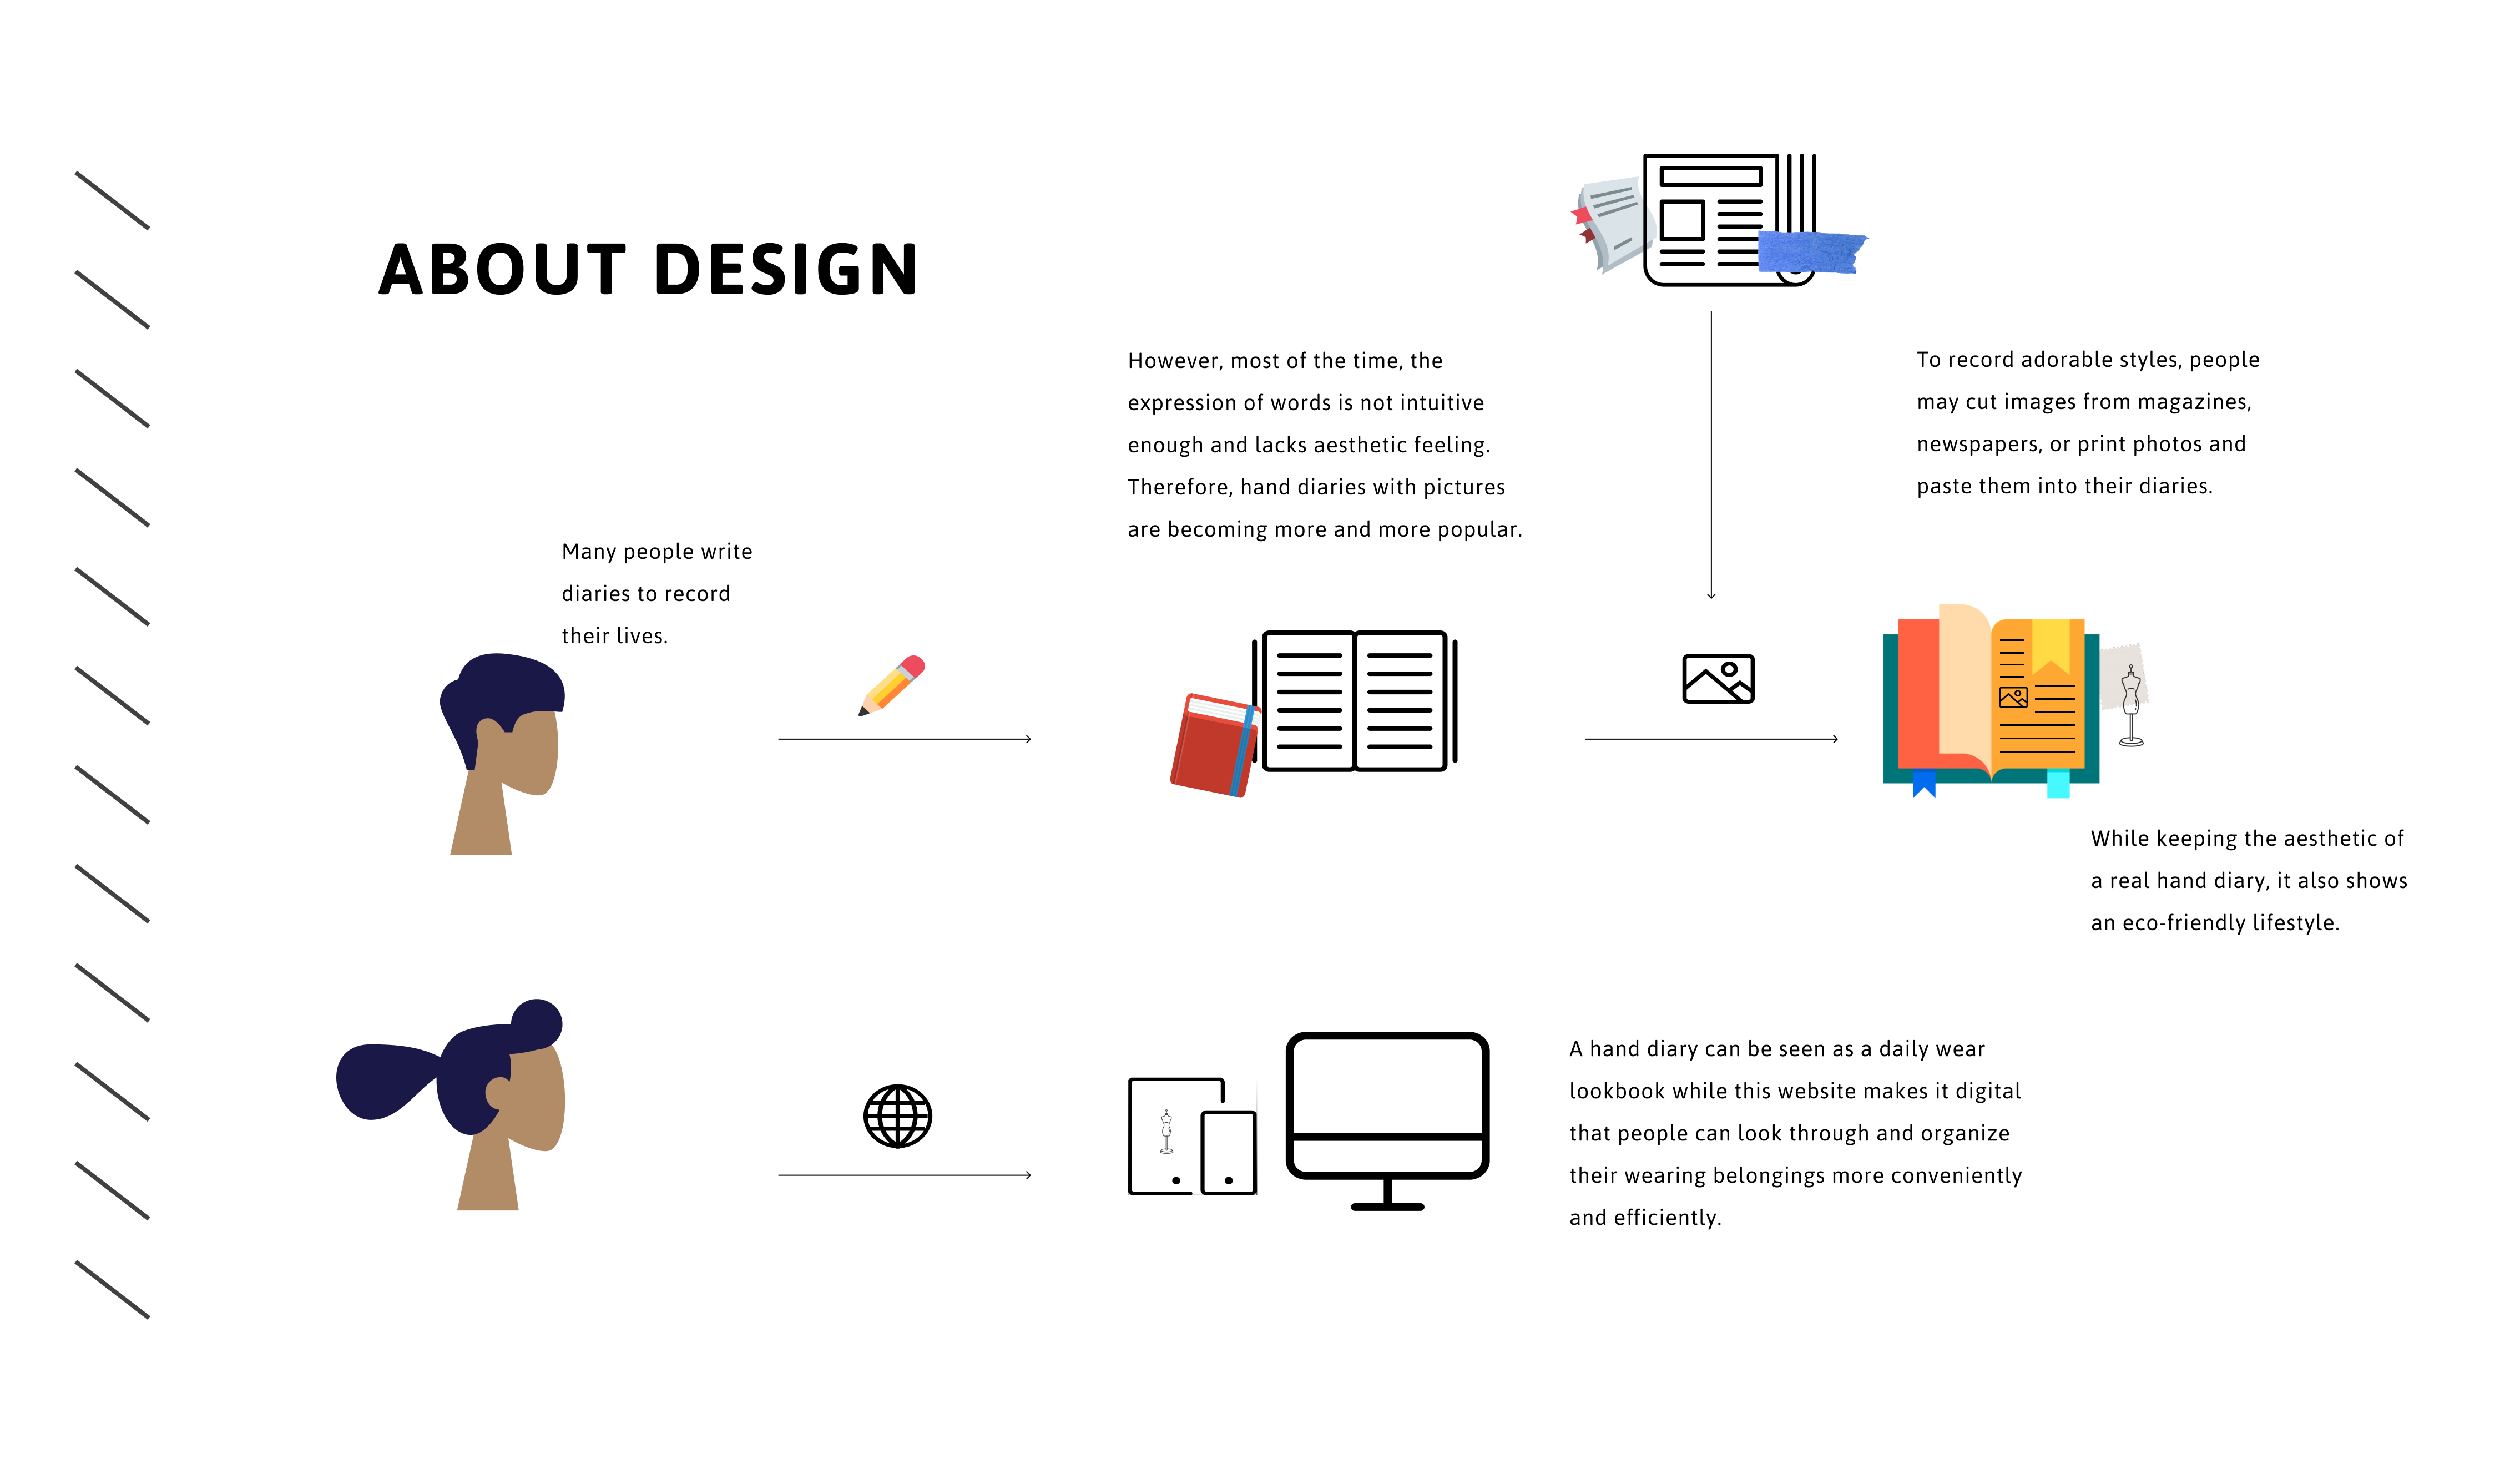 ABOUT DESIGN
Many people write
diaries to record
their lives.
However, most of the time, the
expression of words is not intuitive
enough and lacks aesthetic feeling.
Therefore, hand diaries with pictures
are becoming more and more popular.
To record adorable styles, people
may cut images from magazines,
newspapers, or print photos and
paste them into their diaries.
While keeping the aesthetic of
a real hand diary, it also shows
an eco-friendly lifestyle.
A hand diary can be seen as a daily wear
lookbook while this website makes it digital
that people can look through and organize
their wearing belongings more conveniently
and efficiently.